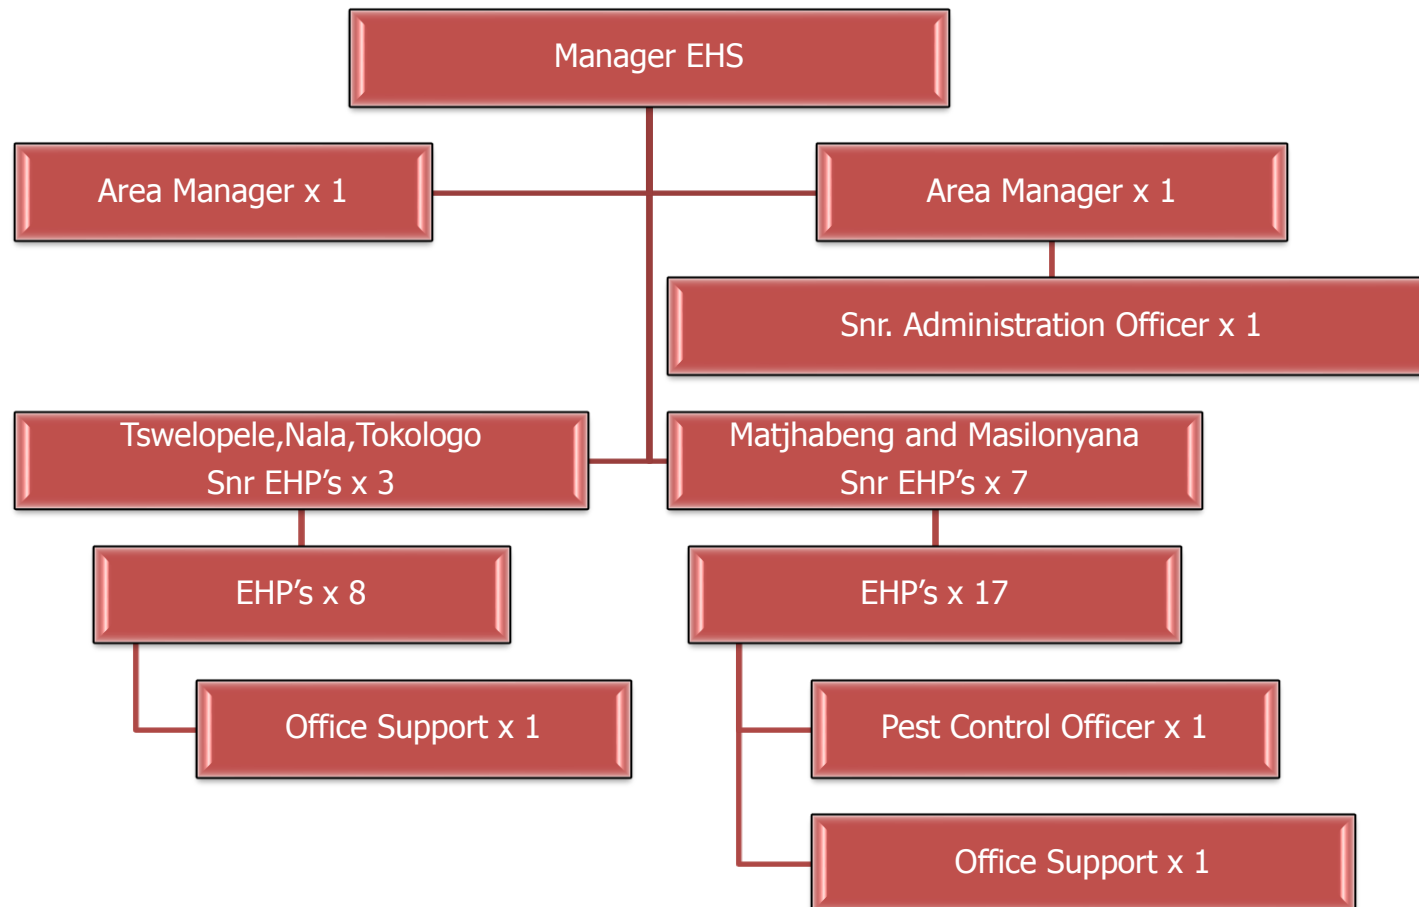 Manager EHS
Area Manager x 1
Area Manager x 1
Snr. Administration Officer x 1
Tswelopele,Nala,Tokologo
Snr EHP’s x 3
Matjhabeng and Masilonyana
Snr EHP’s x 7
EHP’s x 8
EHP’s x 17
Office Support x 1
Pest Control Officer x 1
Office Support x 1